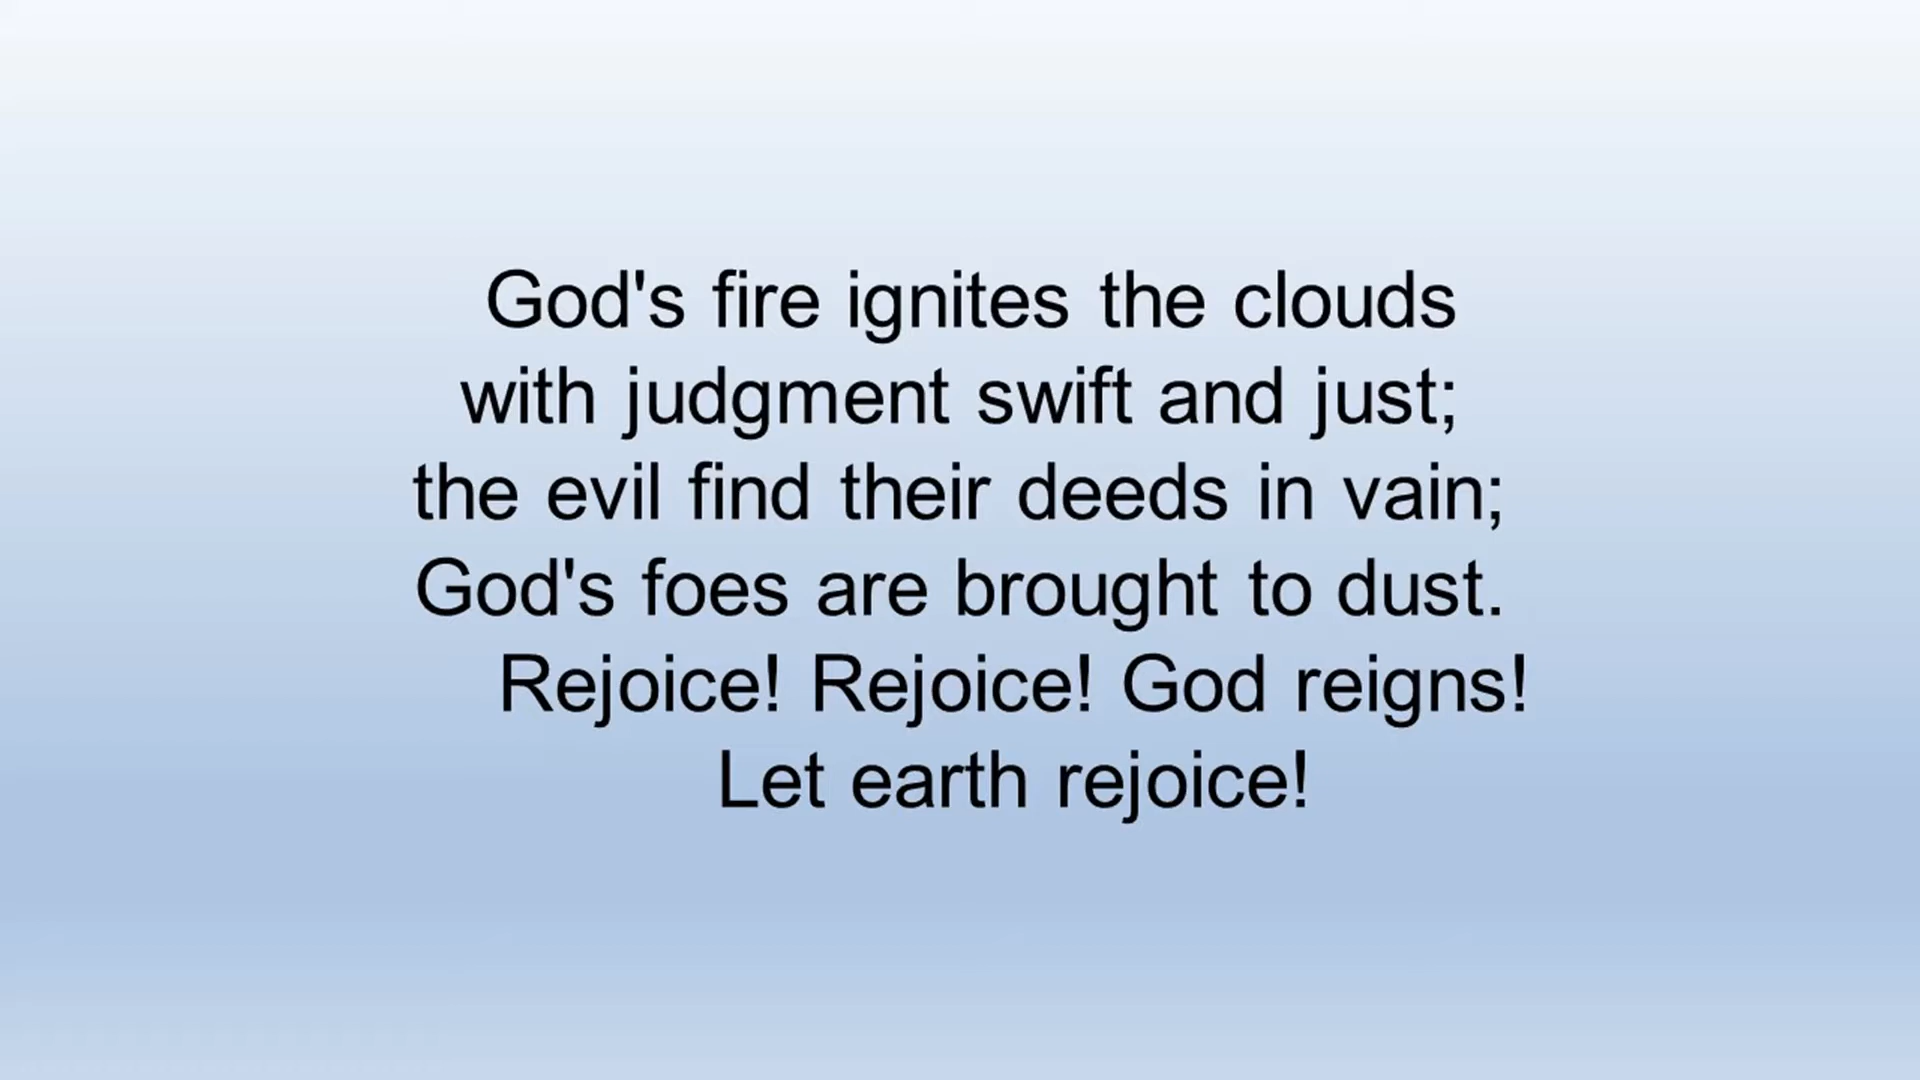 God's fire ignites the clouds
with judgment swift and just;
the evil find their deeds in vain;
God's foes are brought to dust.
Rejoice! Rejoice! God reigns!
Let earth rejoice!